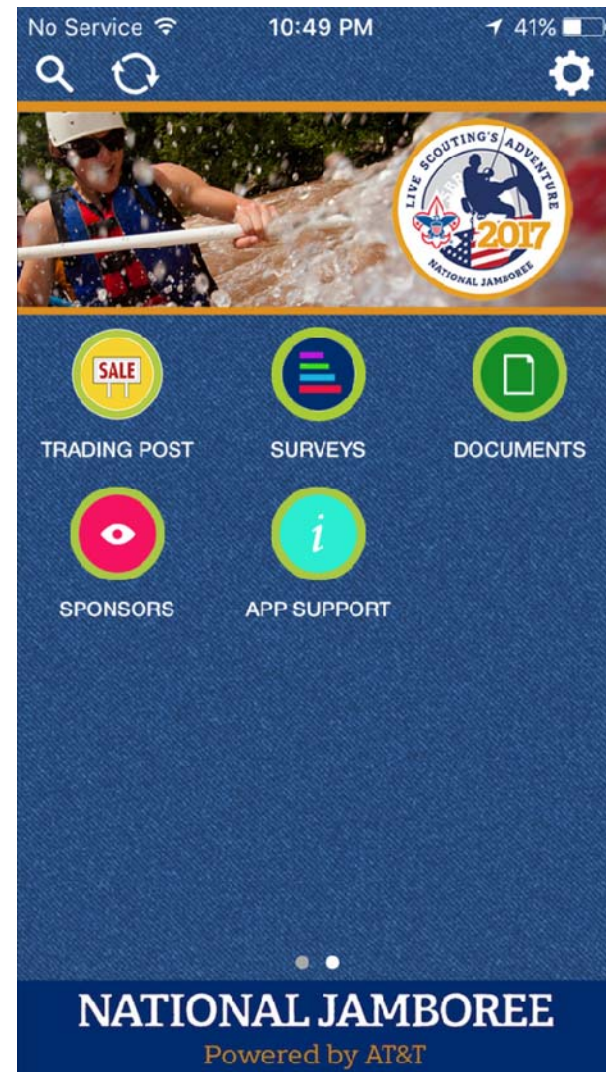 No Service 10:49 PM 41%
LIVE SCOUTING'S ADVENTURE
2017
NATIONAL JAMBOREE
SALE
TRADING POST SURVEYS DOCUMENTS
i
SPONSORS APP SUPPORT
NATIONAL JAMBOREE
Powered by AT&T